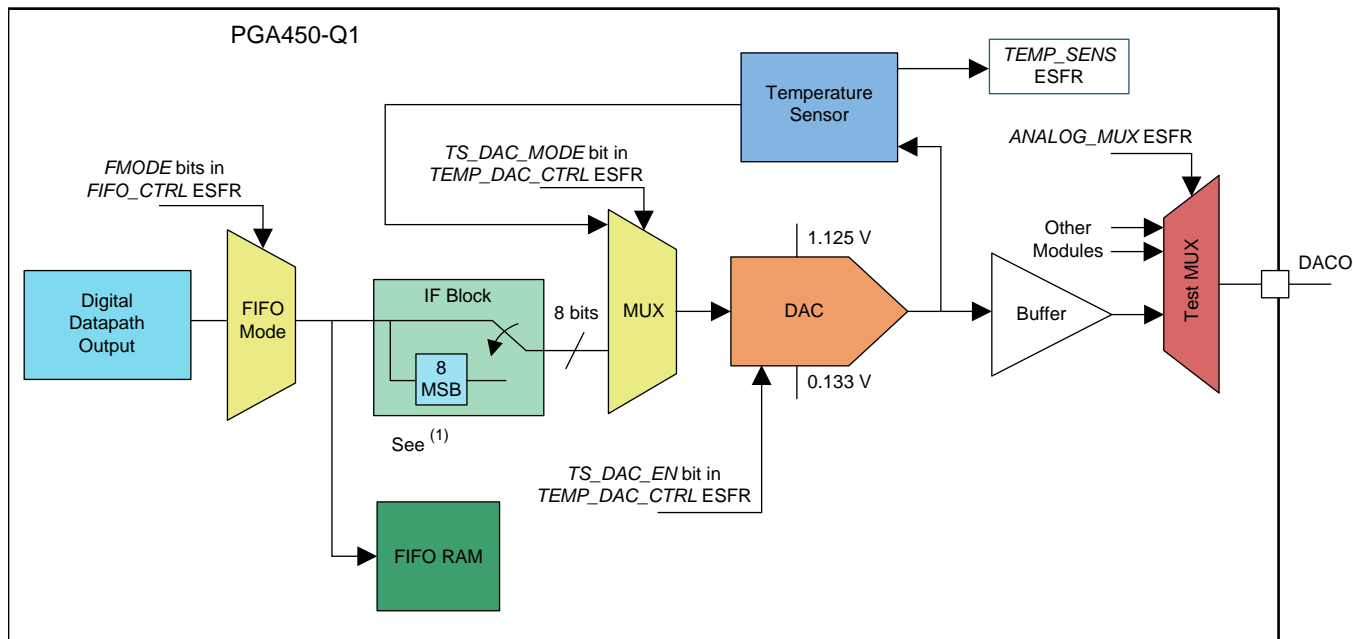 PGA450-Q1
TEMP_SENS
ESFR
Temperature
Sensor
ANALOG_MUX ESFR
FMODE bits in
FIFO_CTRL ESFR
TS_DAC_MODE bit in
TEMP_DAC_CTRL ESFR
Other
Modules
1.125 V
DACO
Digital
Datapath
Output
FIFO
Mode
IF Block
8 bits
8
MSB
MUX
DAC
Buffer
Test MUX
0.133 V
See (1)
TS_DAC_EN bit in
TEMP_DAC_CTRL ESFR
FIFO RAM